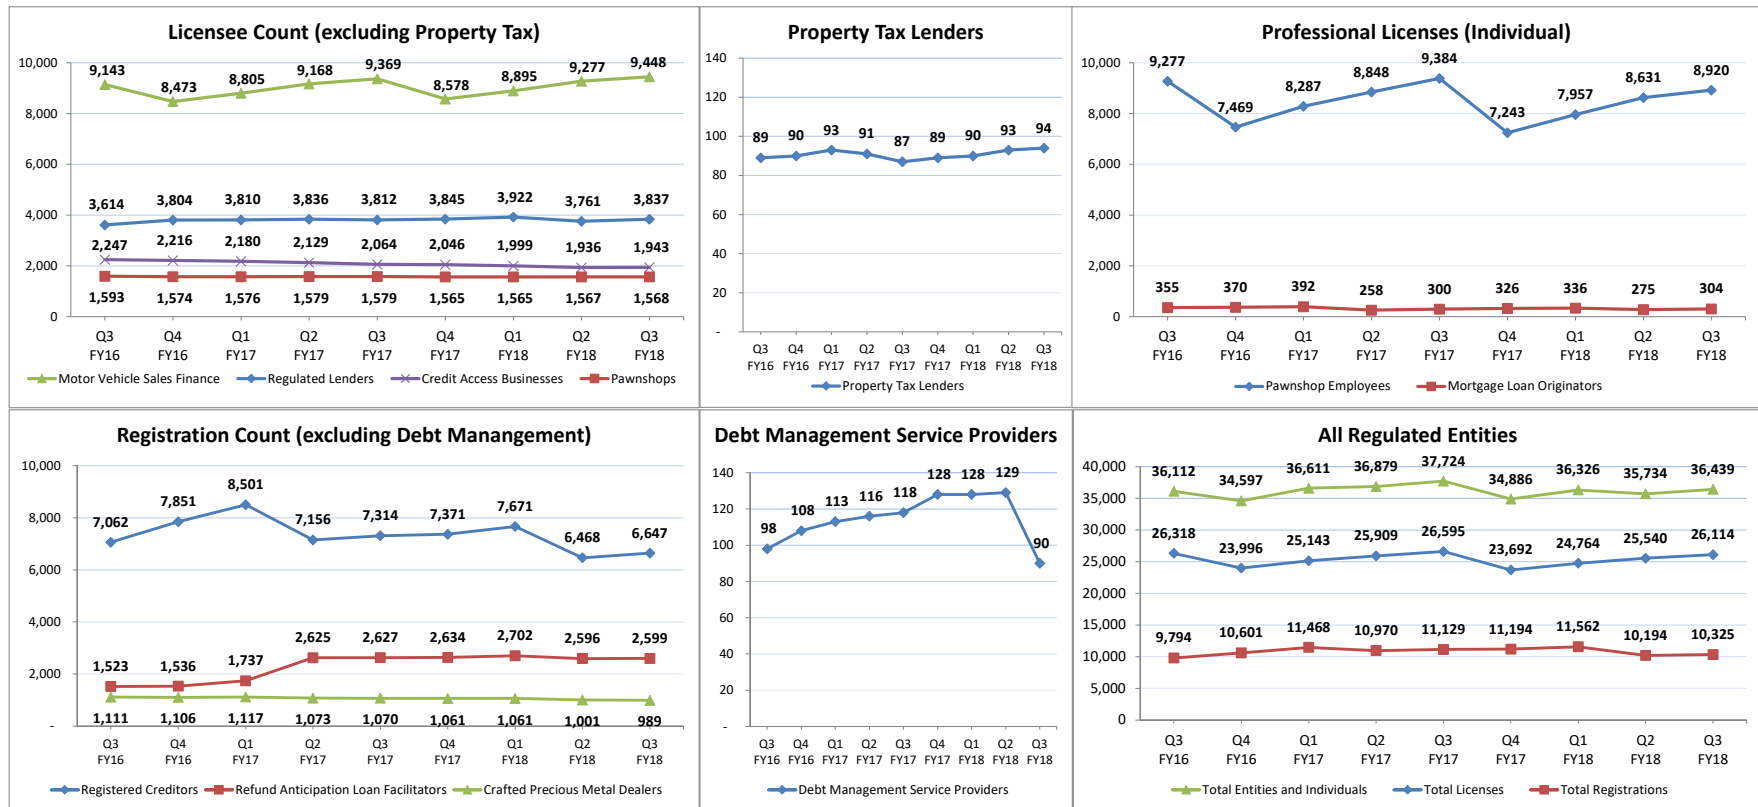 Licensee Count (excluding Property Tax)
10,000
8,000
6,000
4,000
2,000
0
9,143 8,473 8,805 9,168 9,369 8,578 8,895 9,277 9,448
3,614 3,804 3,810 3,836 3,812 3,845 3,922 3,761 3,837
2,247 2,216 2,180 2,129 2,064 2,046 1,999 1,936 1,943
1,593 1,574 1,576 1,579 1,579 1,565 1,565 1,567 1,568
Q3 Q4 Q1 Q2 Q3 Q4 Q1 Q2 Q3
FY16 FY16 FY17 FY17 FY17 FY17 FY18 FY18 FY18
Motor Vehicle Sales Finance Regulated Lenders Credit Access Businesses Pawnshops
Property Tax Lenders
140
120
100
80
60
40
20
-
89 90 93 91 87 89 90 93 94
Q3 Q4 Q1 Q2 Q3 Q4 Q1 Q2 Q3
FY16 FY16 FY17 FY17 FY17 FY17 FY18 FY18 FY18
Property Tax Lenders
Professional Licenses (Individual)
10,000
8,000
6,000
4,000
2,000
0
9,277 7,469 8,287 8,848 9,384 7,243 7,957 8,631 8,920
355 370 392 258 300 326 336 275 304
Q3 Q4 Q1 Q2 Q3 Q4 Q1 Q2 Q3
FY16 FY16 FY17 FY17 FY17 FY17 FY18 FY18 FY18
Pawnshop Employees Mortgage Loan Originators
Registration Count (excluding Debt Manangement)
10,000
8,000
6,000
4,000
2,000
-
7,062 7,851 8,501 7,156 7,314 7,371 7,671 6,468 6,647
1,523 1,536 1,737 2,625 2,627 2,634 2,702 2,596 2,599
1,111 1,106 1,117 1,073 1,070 1,061 1,061 1,001 989
Q3 Q4 Q1 Q2 Q3 Q4 Q1 Q2 Q3
FY16 FY16 FY17 FY17 FY17 FY17 FY18 FY18 FY18
Registered Creditors Refund Anticipation Loan Facilitators Crafted Precious Metal Dealers
Debt Management Service Providers
140
120
100
80
60
40
20
-
98 108 113 116 118 128 128 129 90
Q3 Q4 Q1 Q2 Q3 Q4 Q1 Q2 Q3
FY16 FY16 FY17 FY17 FY17 FY17 FY18 FY18 FY18
Debt Management Service Providers
All Regulated Entities
40,000
35,000
30,000
25,000
20,000
15,000
10,000
5,000
0
36,112 34,597 36,611 36,879 37,724 34,886 36,326 35,734 36,439
26,318 23,996 25,143 25,909 26,595 23,692 24,764 25,540 26,114
9,794 10,601 11,468 10,970 11,129 11,194 11,562 10,194 10,325
Q3 Q4 Q1 Q2 Q3 Q4 Q1 Q2 Q3
FY16 FY16 FY17 FY17 FY17 FY17 FY18 FY18 FY18
Total Entities and Individuals Total Licenses Total Registrations